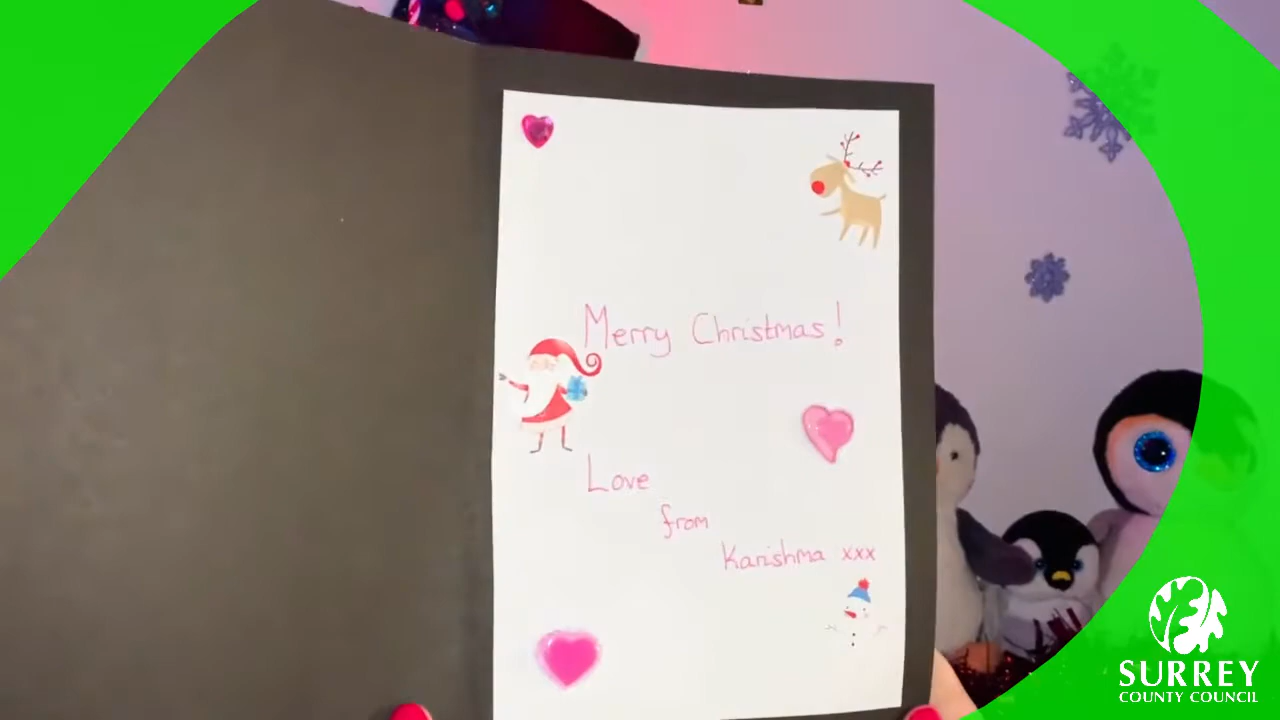 Merry Christmas!
Love
from
Karishma xxx
SURREY
COUNTY COUNCIL